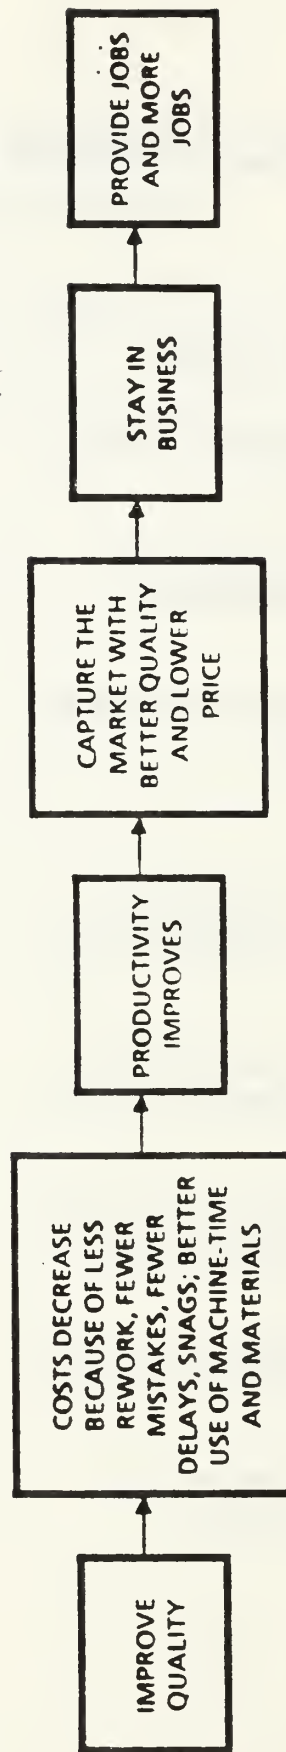 IMPROVE
QUALITY
COSTS DECREASE
BECAUSE OF LESS
REWORK, FEWER
MISTAKES, FEWER
DELAYS, SNAGS; BETTER
USE OF MACHINE-TIME
AND MATERIALS
PRODUCTIVITY
IMPROVES
CAPTURE THE
MARKET WITH
BETTER QUALITY
AND LOWER
PRICE
STAY IN
BUSINESS
PROVIDE JOBS
AND MORE
JOBS